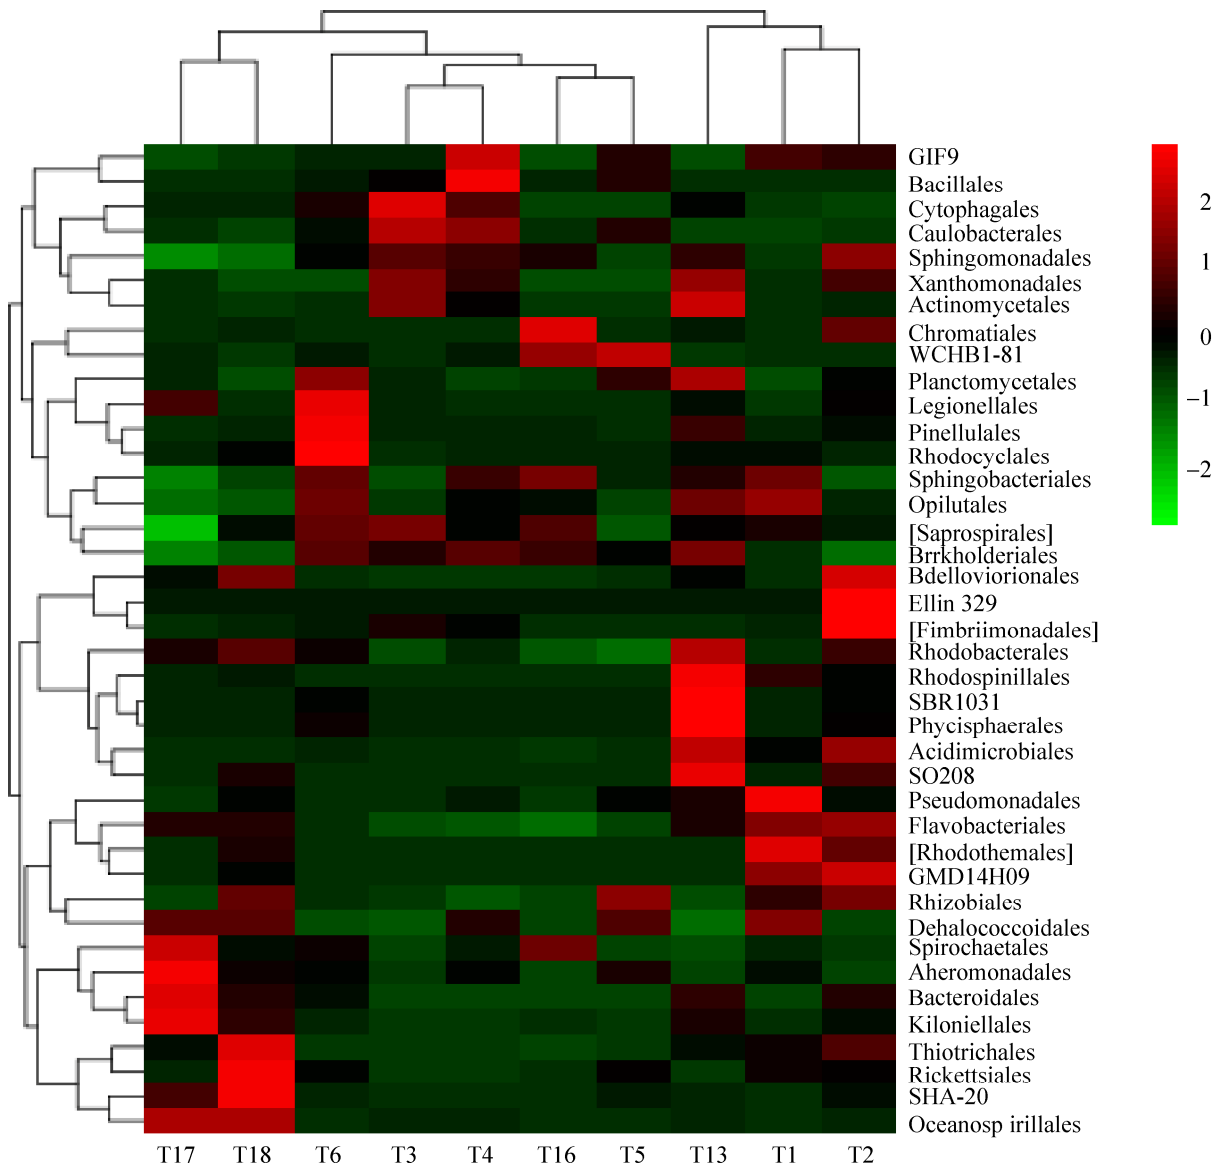 GIF9
Bacillales
Cytophagales
Caulobacterales
Sphingomonadales
Xanthomonadales
Actinomycetales
Chromatiales
WCHB1-81
Planctomycetales
Legionellales
Pinellulales
Rhodocyclales
Sphingobacteriales
Opilutales
[Saprospirales]
Brrkholderiales
Bdelloviorionales
Ellin 329
[Fimbriimonadales]
Rhodobacterales
Rhodospinillales
SBR1031
Phycisphaerales
Acidimicrobiales
SO208
Pseudomonadales
Flavobacteriales
[Rhodothemales]
GMD14H09
Rhizobiales
Dehalococcoidales
Spirochaetales
Aheromonadales
Bacteroidales
Kiloniellales
Thiotrichales
Rickettsiales
SHA-20
Oceanosp irillales
T17 T18 T6 T3 T4 T16 T5 T13 T1 T2
2
1
0
−1
−2